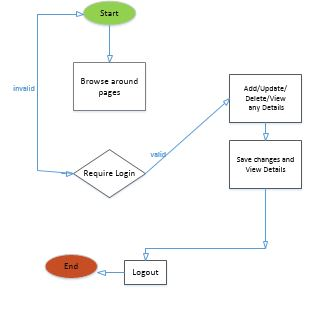 Start
invalid
Browse around
pages
Add/Update/
Delete/View
any Details
valid
Require Login
Save changes and
View Details
End
Logout